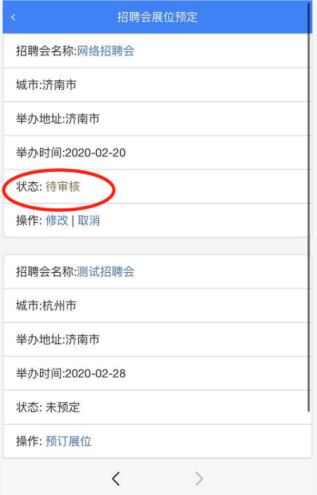 招聘会展位预定
招聘会名称:网络招聘会
城市:济南市
举办地址:济南市
举办时间:2020-02-20
状态: 待审核
操作: 修改 | 取消
招聘会名称:测试招聘会
城市:杭州市
举办地址:济南市
举办时间:2020-02-28
状态: 未预定
操作: 预订展位